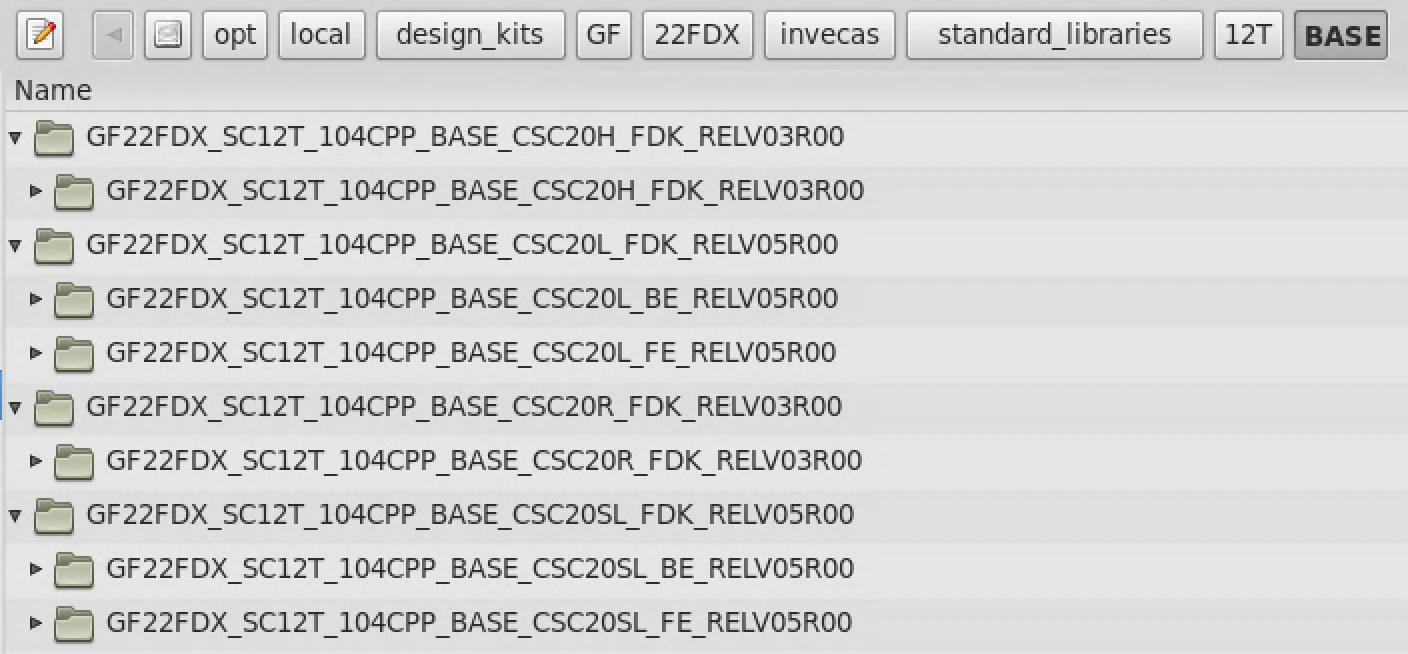 opt local design_kits GF 22FDX invecas standard_libraries 12T BASE
Name
GF22FDX_SC12T_104CPP_BASE_CSC20H_FDK_RELV03R00
GF22FDX_SC12T_104CPP_BASE_CSC20H_FDK_RELV03R00
GF22FDX_SC12T_104CPP_BASE_CSC20L_FDK_RELV05R00
GF22FDX_SC12T_104CPP_BASE_CSC20L_BE_RELV05R00
GF22FDX_SC12T_104CPP_BASE_CSC20L_FE_RELV05R00
GF22FDX_SC12T_104CPP_BASE_CSC20R_FDK_RELV03R00
GF22FDX_SC12T_104CPP_BASE_CSC20R_FDK_RELV03R00
GF22FDX_SC12T_104CPP_BASE_CSC20SL_FDK_RELV05R00
GF22FDX_SC12T_104CPP_BASE_CSC20SL_BE_RELV05R00
GF22FDX_SC12T_104CPP_BASE_CSC20SL_FE_RELV05R00